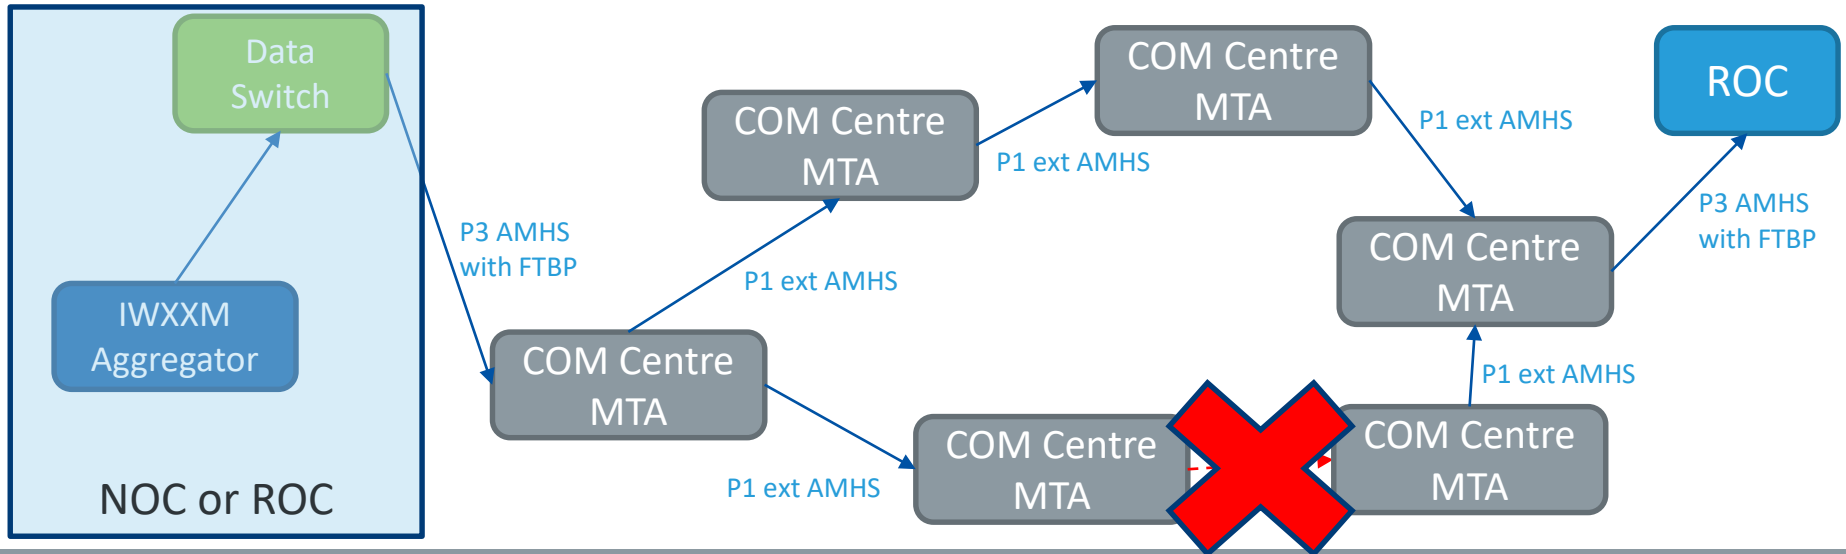 Data
Switch
IWXXM
Aggregator
NOC or ROC
P3 AMHS
with FTBP
COM Centre
MTA
P1 ext AMHS
COM Centre
MTA
P1 ext AMHS
COM Centre
MTA
P1 ext AMHS
COM Centre
MTA
P1 ext AMHS
COM Centre
MTA
COM Centre
MTA
P1 ext AMHS
P3 AMHS
with FTBP
ROC